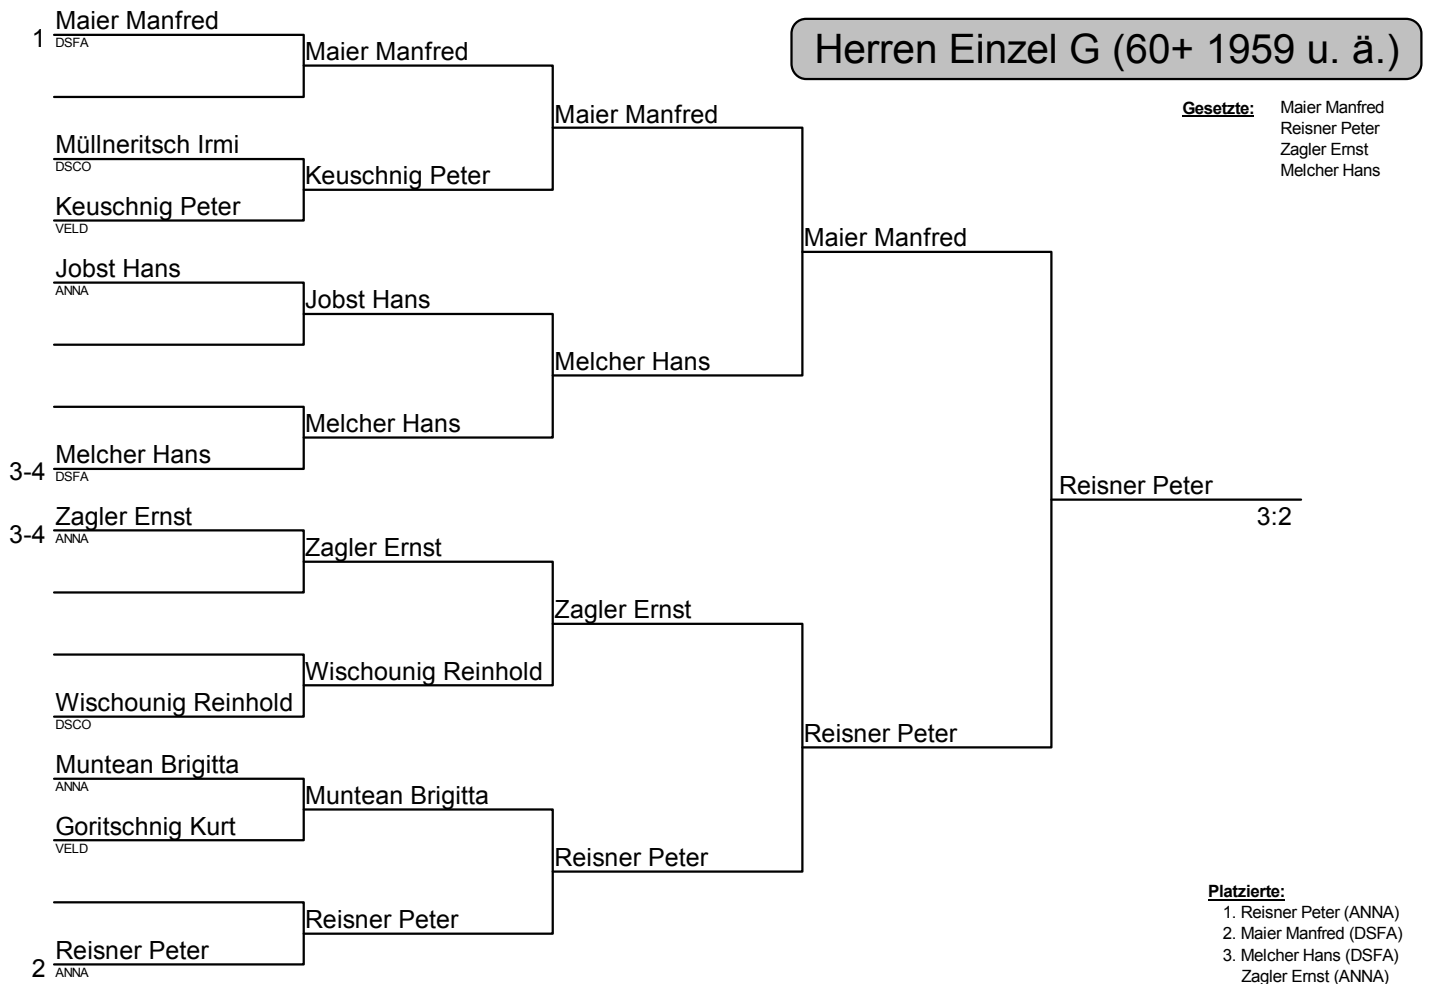 Herren Einzel G (60+ 1959 u. ä.)
Gesetzte: Maier Manfred
Reisner Peter
Zagler Ernst
Melcher Hans
1 Maier Manfred
DSFA
Müllneritsch Irmi
DSCO
Keuschnig Peter
VELD
Jobst Hans
ANNA
3-4 Melcher Hans
DSFA
3-4 Zagler Ernst
ANNA
Wischounig Reinhold
DSCO
Muntean Brigitta
ANNA
Goritschnig Kurt
VELD
2 Reisner Peter
ANNA
Maier Manfred
Keuschnig Peter
Jobst Hans
Melcher Hans
Zagler Ernst
Wischounig Reinhold
Muntean Brigitta
Reisner Peter
Maier Manfred
Melcher Hans
Zagler Ernst
Reisner Peter
Maier Manfred
Reisner Peter
Reisner Peter
3:2
Platzierte:
1. Reisner Peter (ANNA)
2. Maier Manfred (DSFA)
3. Melcher Hans (DSFA)
Zagler Ernst (ANNA)